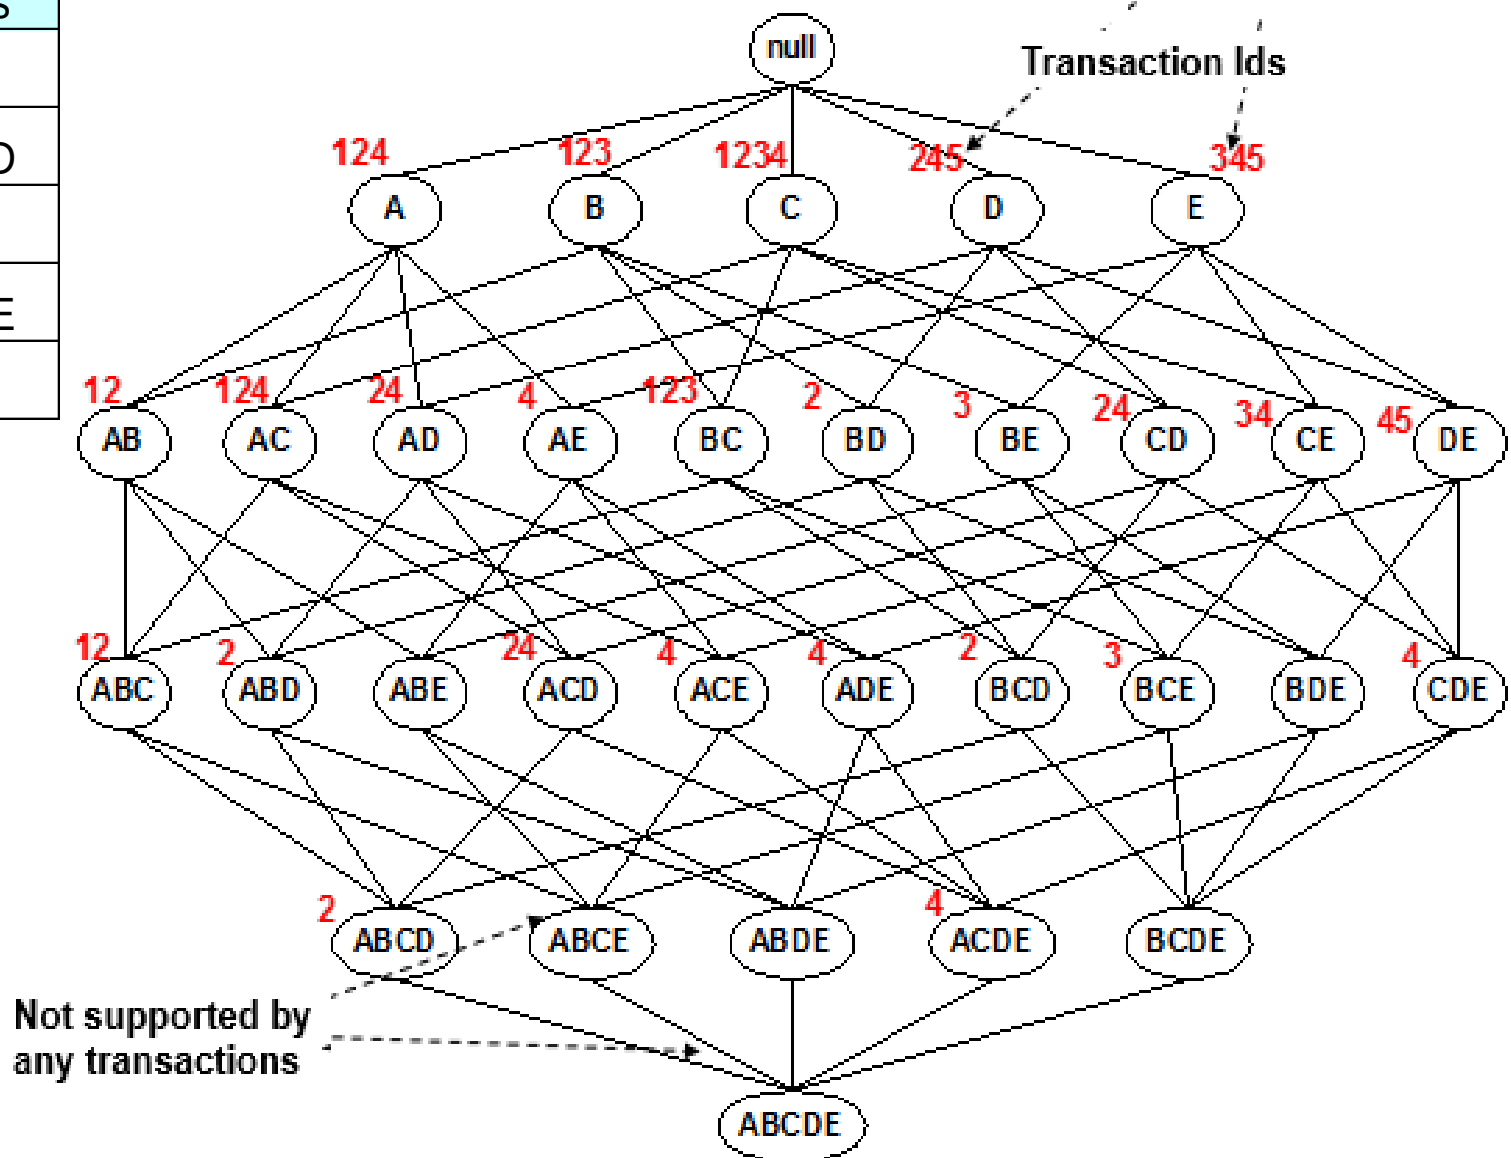 s
D
E
null
Transaction Ids
124 123 1234 245 345
A B C D E
12 124 24 4 123 2 3 24 34 45
AB AC AD AE BC BD BE CD CE DE
12 2 24 4 4 2 3 4
ABC ABD ABE ACD ACE ADE BCD BCE BDE CDE
2 4
ABCD ABCE ABDE ACDE BCDE
Not supported by
any transactions
ABCDE